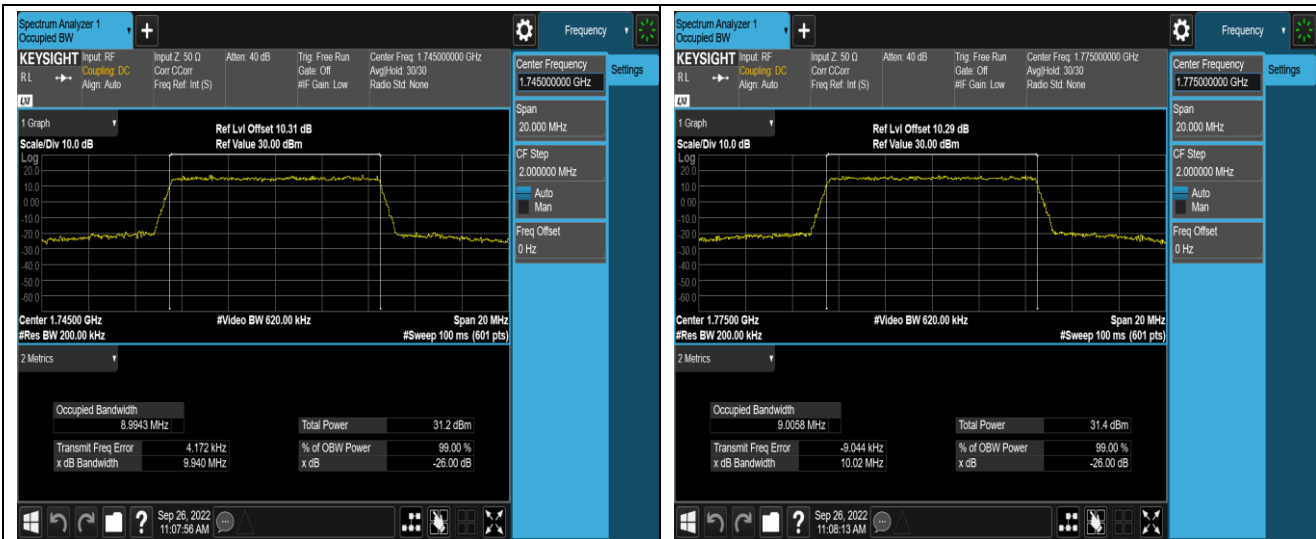 Spectrum Analyzer 1
Occupied BW
+
Frequency
KEYSIGHT
Input: RF
Coupling: DC
Align: Auto
Input Z: 50 Ω
Corr CCorr
Freq Ref: Int (S)
Atten: 40 dB
Trig: Free Run
Gate: Off
#IF Gain: Low
Center Freq: 1.745000000 GHz
Avg|Hold: 30/30
Radio Std: None
RL
LXI
Center Frequency
1.745000000 GHz
Settings
Span
20.000 MHz
CF Step
2.000000 MHz
Auto
Man
Freq Offset
0 Hz
1 Graph
Scale/Div 10.0 dB
Ref Lvl Offset 10.31 dB
Ref Value 30.00 dBm
Log
20.0
10.0
0.00
-10.0
-20.0
-30.0
-40.0
-50.0
-60.0
Center 1.74500 GHz
#Video BW 620.00 kHz
Span 20 MHz
#Res BW 200.00 kHz
#Sweep 100 ms (601 pts)
2 Metrics
Occupied Bandwidth
8.9943 MHz
Total Power 31.2 dBm
Transmit Freq Error 4.172 kHz
% of OBW Power 99.00 %
x dB Bandwidth 9.940 MHz
x dB -26.00 dB
?
Sep 26, 2022
11:07:56 AM
Spectrum Analyzer 1
Occupied BW
+
Frequency
KEYSIGHT
Input: RF
Coupling: DC
Align: Auto
Input Z: 50 Ω
Corr CCorr
Freq Ref: Int (S)
Atten: 40 dB
Trig: Free Run
Gate: Off
#IF Gain: Low
Center Freq: 1.775000000 GHz
Avg|Hold: 30/30
Radio Std: None
RL
LXI
Center Frequency
1.775000000 GHz
Settings
Span
20.000 MHz
CF Step
2.000000 MHz
Auto
Man
Freq Offset
0 Hz
1 Graph
Scale/Div 10.0 dB
Ref Lvl Offset 10.29 dB
Ref Value 30.00 dBm
Log
20.0
10.0
0.00
-10.0
-20.0
-30.0
-40.0
-50.0
-60.0
Center 1.77500 GHz
#Video BW 620.00 kHz
Span 20 MHz
#Res BW 200.00 kHz
#Sweep 100 ms (601 pts)
2 Metrics
Occupied Bandwidth
9.0058 MHz
Total Power 31.4 dBm
Transmit Freq Error -9.044 kHz
% of OBW Power 99.00 %
x dB Bandwidth 10.02 MHz
x dB -26.00 dB
?
Sep 26, 2022
11:08:13 AM